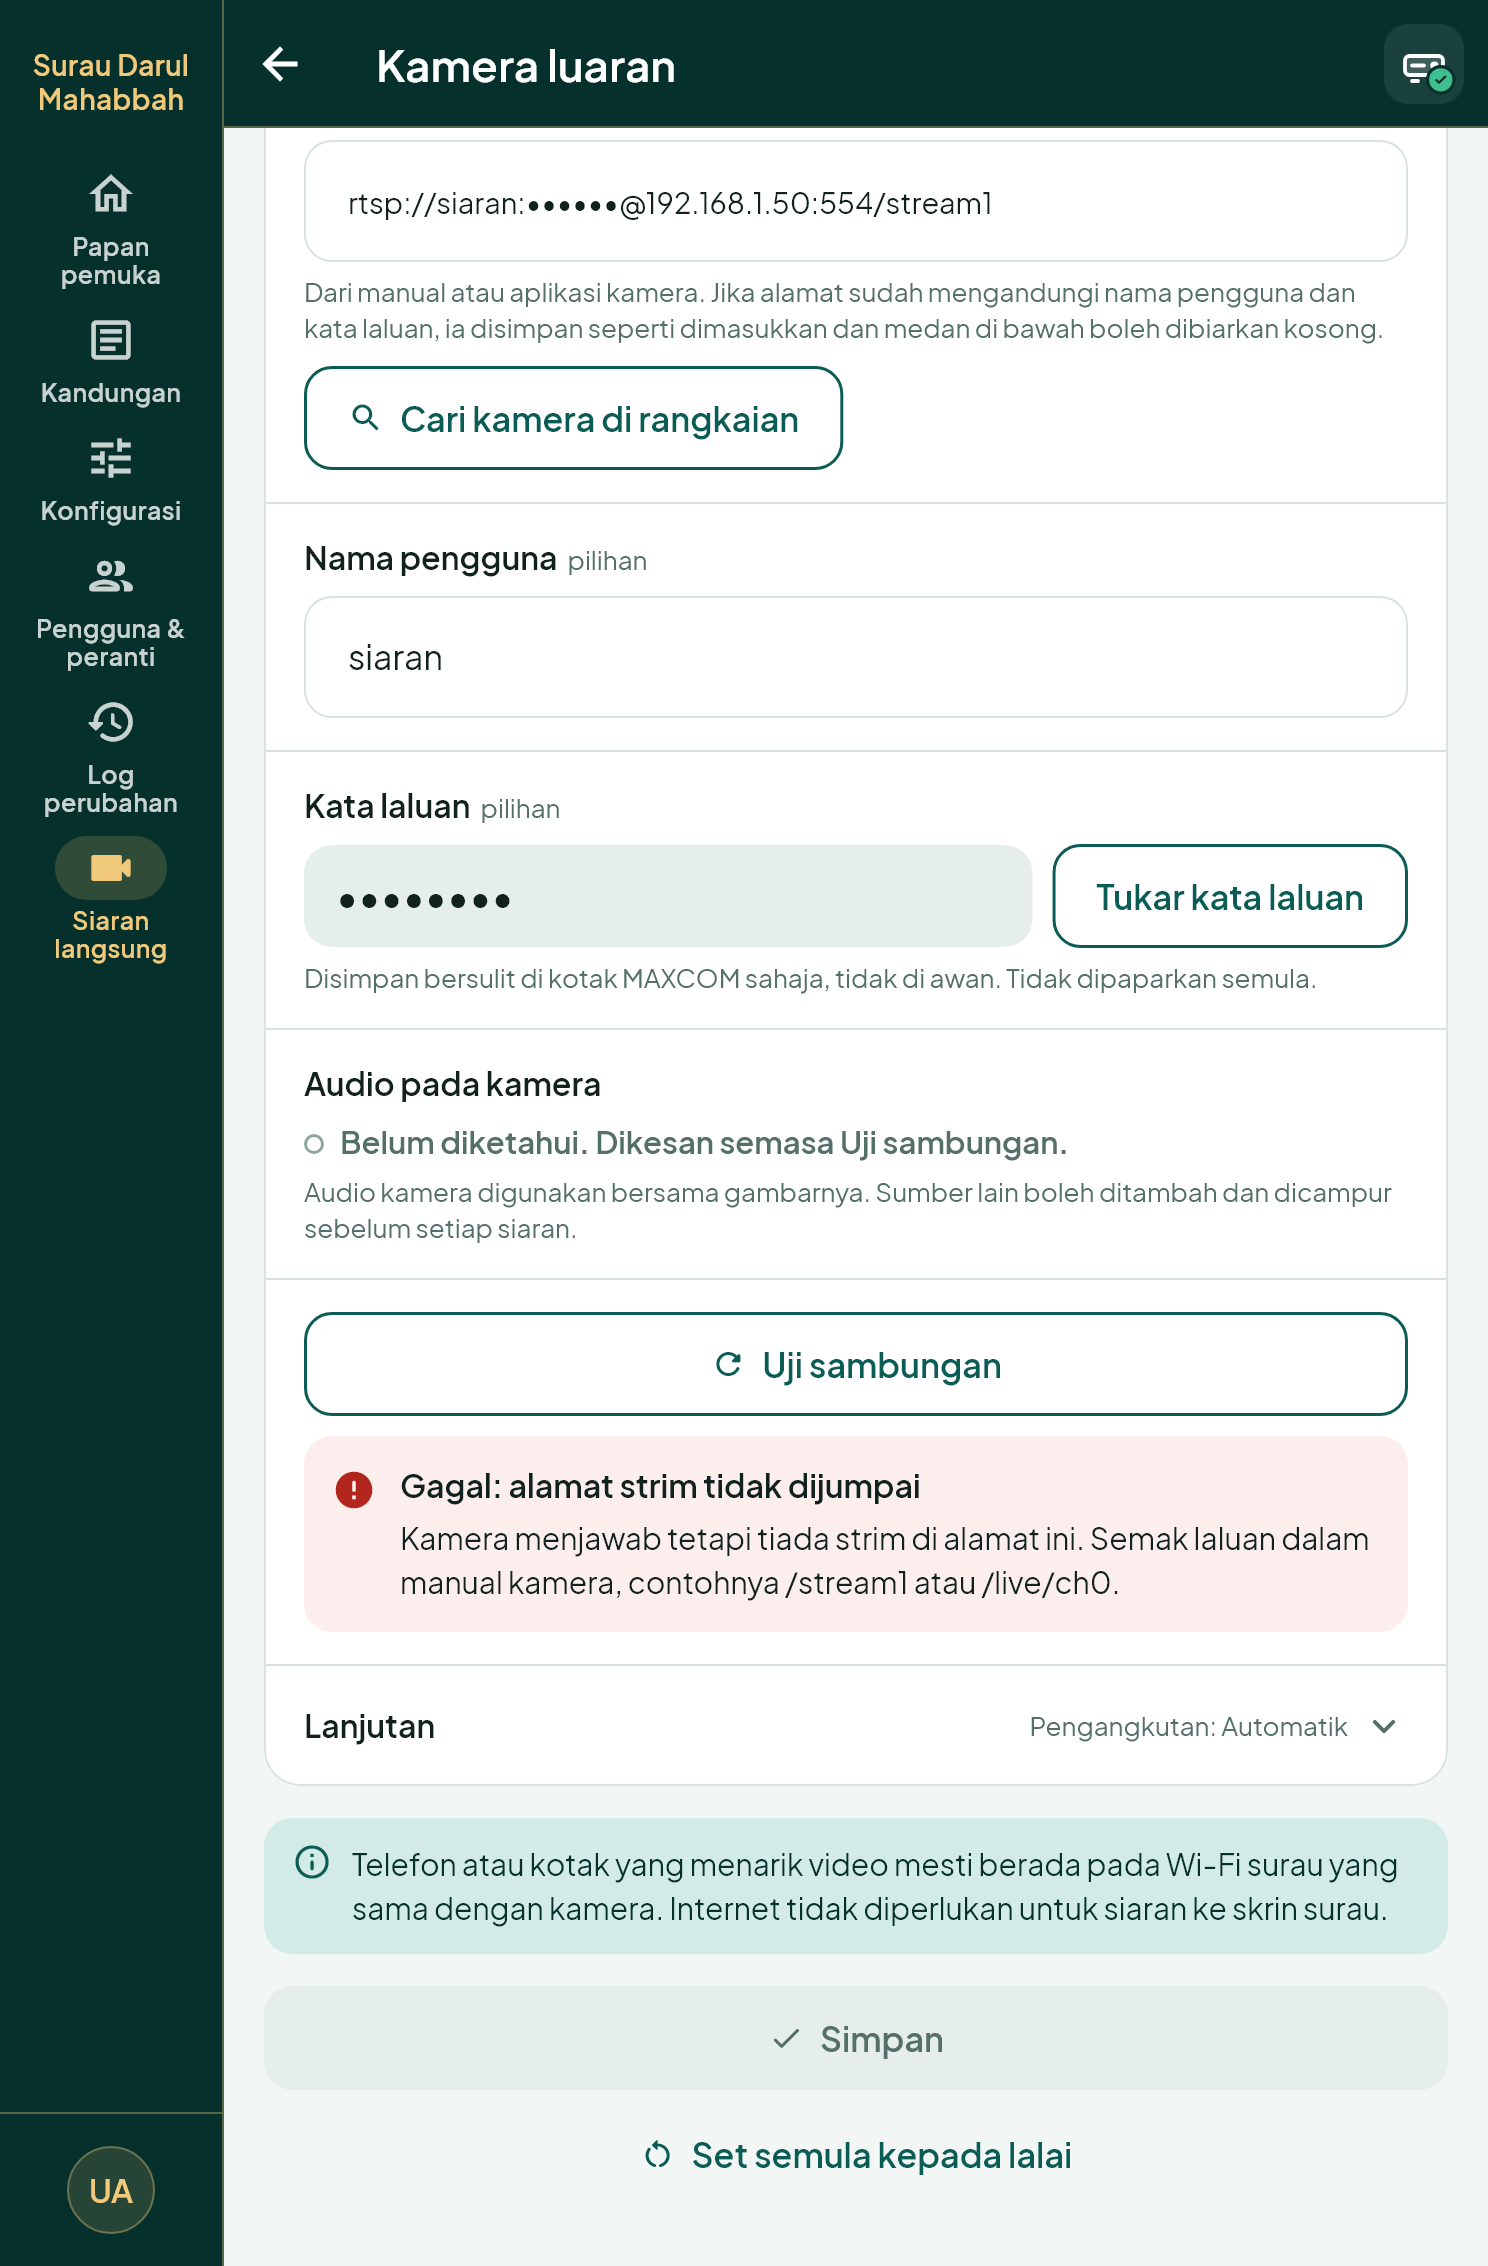 Surau Darul
Mahabbah
Papan
pemuka
Kandungan
Konfigurasi
Pengguna &
peranti
Log
perubahan
Siaran
langsung
UA
Kamera luaran
rtsp://siaran:••••••@192.168.1.50:554/stream1
Dari manual atau aplikasi kamera. Jika alamat sudah mengandungi nama pengguna dan
kata laluan, ia disimpan seperti dimasukkan dan medan di bawah boleh dibiarkan kosong.
Cari kamera di rangkaian
Nama pengguna pilihan
siaran
Kata laluan pilihan
••••••••
Tukar kata laluan
Disimpan bersulit di kotak MAXCOM sahaja, tidak di awan. Tidak dipaparkan semula.
Audio pada kamera
Belum diketahui. Dikesan semasa Uji sambungan.
Audio kamera digunakan bersama gambarnya. Sumber lain boleh ditambah dan dicampur
sebelum setiap siaran.
Uji sambungan
Gagal: alamat strim tidak dijumpai
Kamera menjawab tetapi tiada strim di alamat ini. Semak laluan dalam
manual kamera, contohnya /stream1 atau /live/ch0.
Lanjutan
Pengangkutan: Automatik
Telefon atau kotak yang menarik video mesti berada pada Wi-Fi surau yang
sama dengan kamera. Internet tidak diperlukan untuk siaran ke skrin surau.
Simpan
Set semula kepada lalai